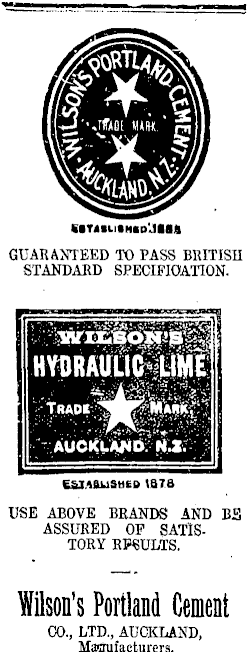 WILSON'S PORTLAND CEMENT
TRADE MARK.
AUCKLAND, N.Z.
ESTABLISHED
GUARANTEED TO PASS BRITISH
STANDARD SPECIFICATION.
WILSON'S
HYDRAULIC LIME
TRADE MARK
AUCKLAND, N.Z.
ESTABLISHED 1878
USE ABOVE BRANDS AND BE
ASSURED OF SATIS-
TORY RESULTS.
Wilson's Portland Cement
CO., LTD., AUCKLAND,
Manufacturers.